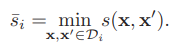 s̄ᵢ = min s(x, x′).
x,x′∈𝒟ᵢ